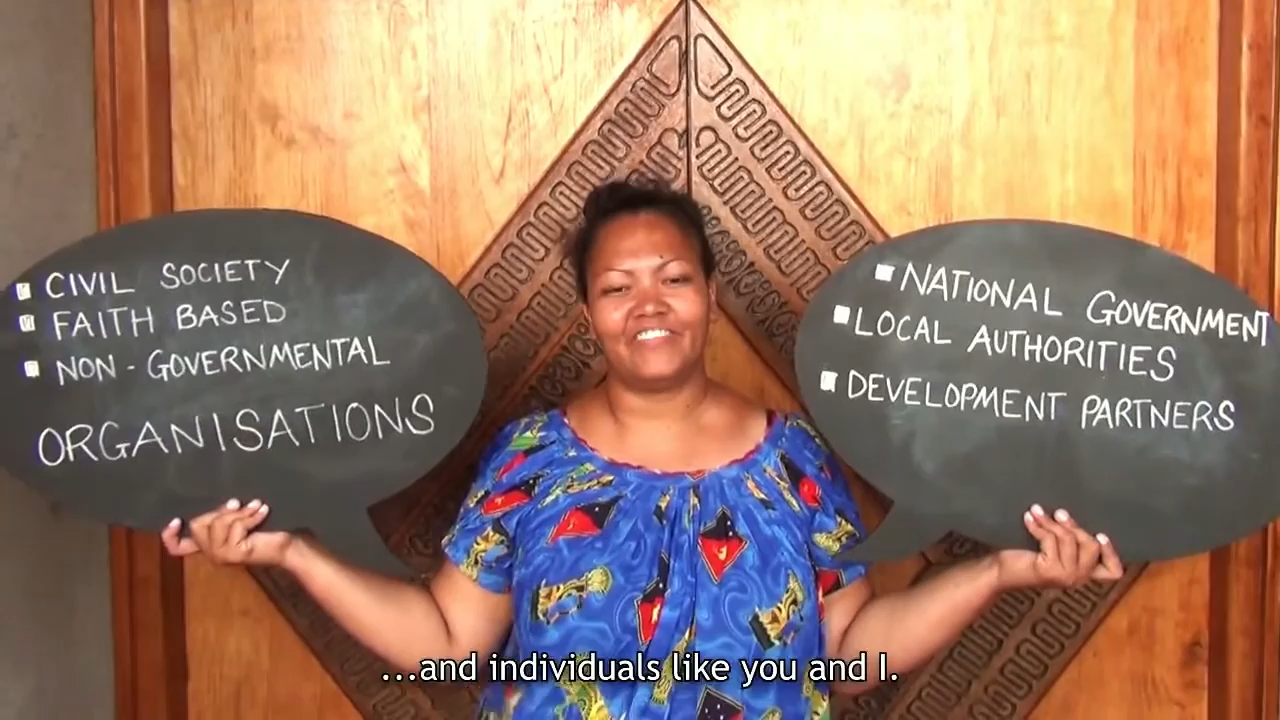 CIVIL SOCIETY
FAITH BASED
NON-GOVERNMENTAL
ORGANISATIONS
NATIONAL GOVERNMENT
LOCAL AUTHORITIES
DEVELOPMENT PARTNERS
...and individuals like you and I.